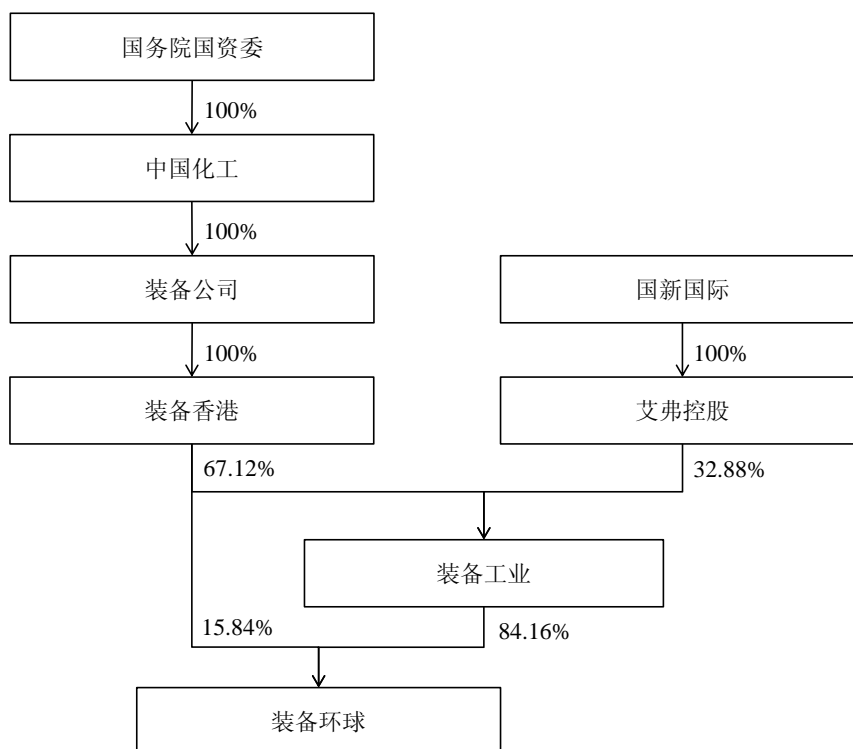 国务院国资委
100%
中国化工
100%
装备公司
国新国际
100%
100%
装备香港
艾弗控股
67.12%
32.88%
装备工业
15.84%
84.16%
装备环球